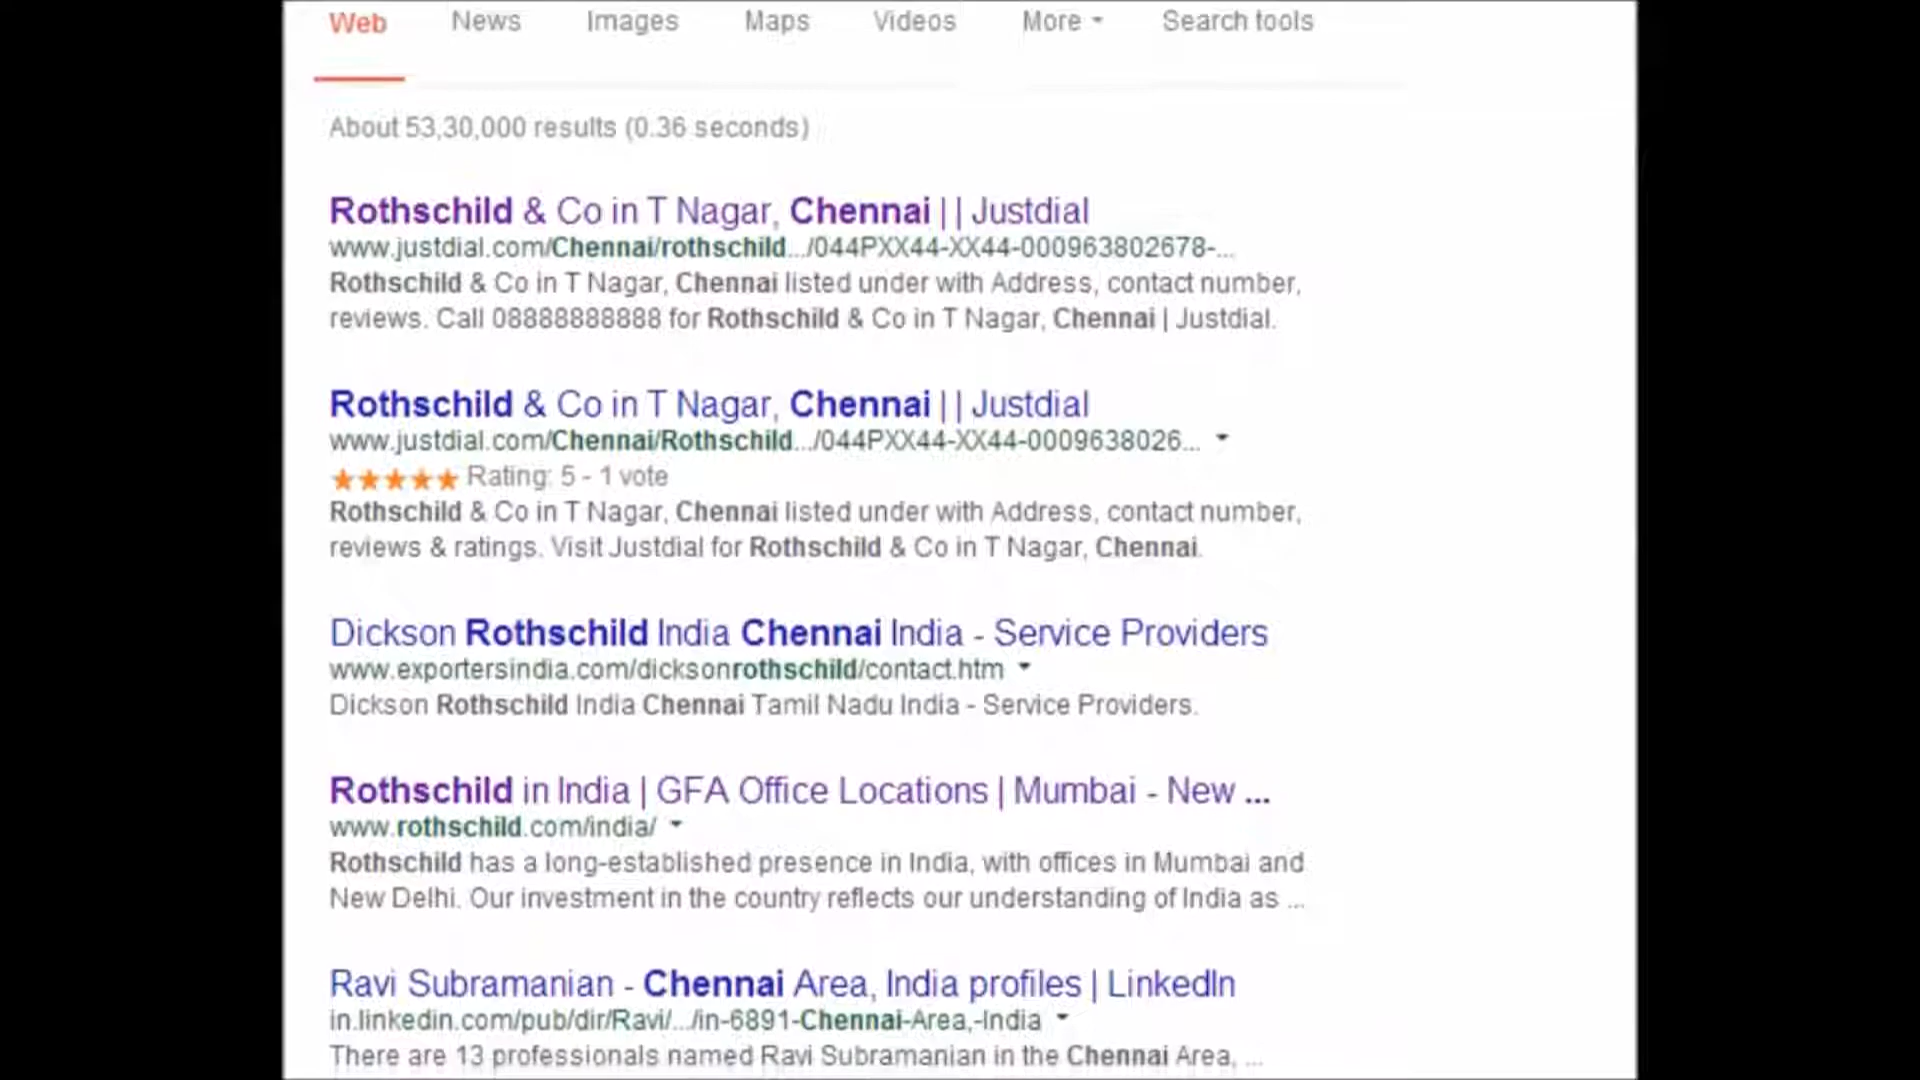 Web News Images Maps Videos More Search tools
About 53,30,000 results (0.36 seconds)
Rothschild & Co in T Nagar, Chennai | | Justdial
www.justdial.com/Chennai/rothschild.../044PXX44-XX44-000963802678-...
Rothschild & Co in T Nagar, Chennai listed under with Address, contact number,
reviews. Call 08888888888 for Rothschild & Co in T Nagar, Chennai | Justdial.
Rothschild & Co in T Nagar, Chennai | | Justdial
www.justdial.com/Chennai/Rothschild.../044PXX44-XX44-0009638026...
Rating: 5 - 1 vote
Rothschild & Co in T Nagar, Chennai listed under with Address, contact number,
reviews & ratings. Visit Justdial for Rothschild & Co in T Nagar, Chennai.
Dickson Rothschild India Chennai India - Service Providers
www.exportersindia.com/dicksonrothschild/contact.htm
Dickson Rothschild India Chennai Tamil Nadu India - Service Providers.
Rothschild in India | GFA Office Locations | Mumbai - New ...
www.rothschild.com/india/
Rothschild has a long-established presence in India, with offices in Mumbai and
New Delhi. Our investment in the country reflects our understanding of India as ...
Ravi Subramanian - Chennai Area, India profiles | LinkedIn
in.linkedin.com/pub/dir/Ravi/.../in-6891-Chennai-Area,-India
There are 13 professionals named Ravi Subramanian in the Chennai Area, ...